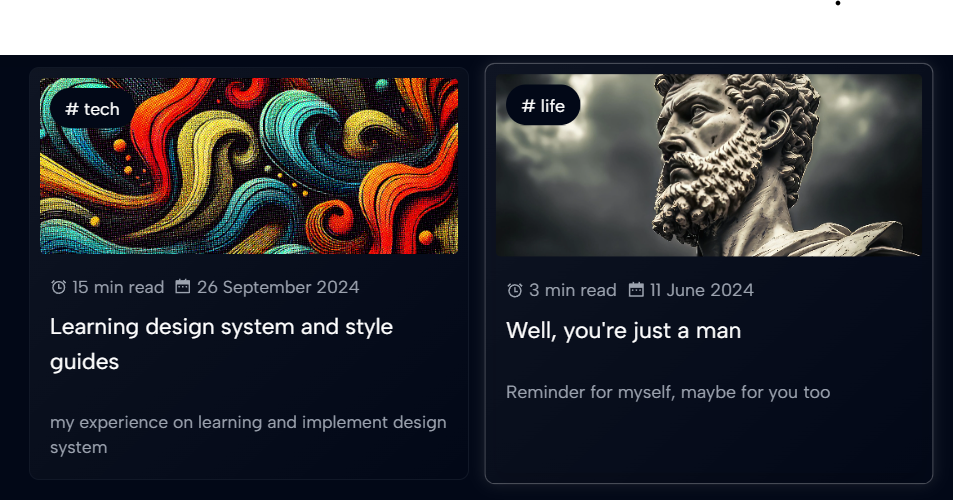 # tech
15 min read 26 September 2024
Learning design system and style
guides
my experience on learning and implement design
system
# life
3 min read 11 June 2024
Well, you're just a man
Reminder for myself, maybe for you too